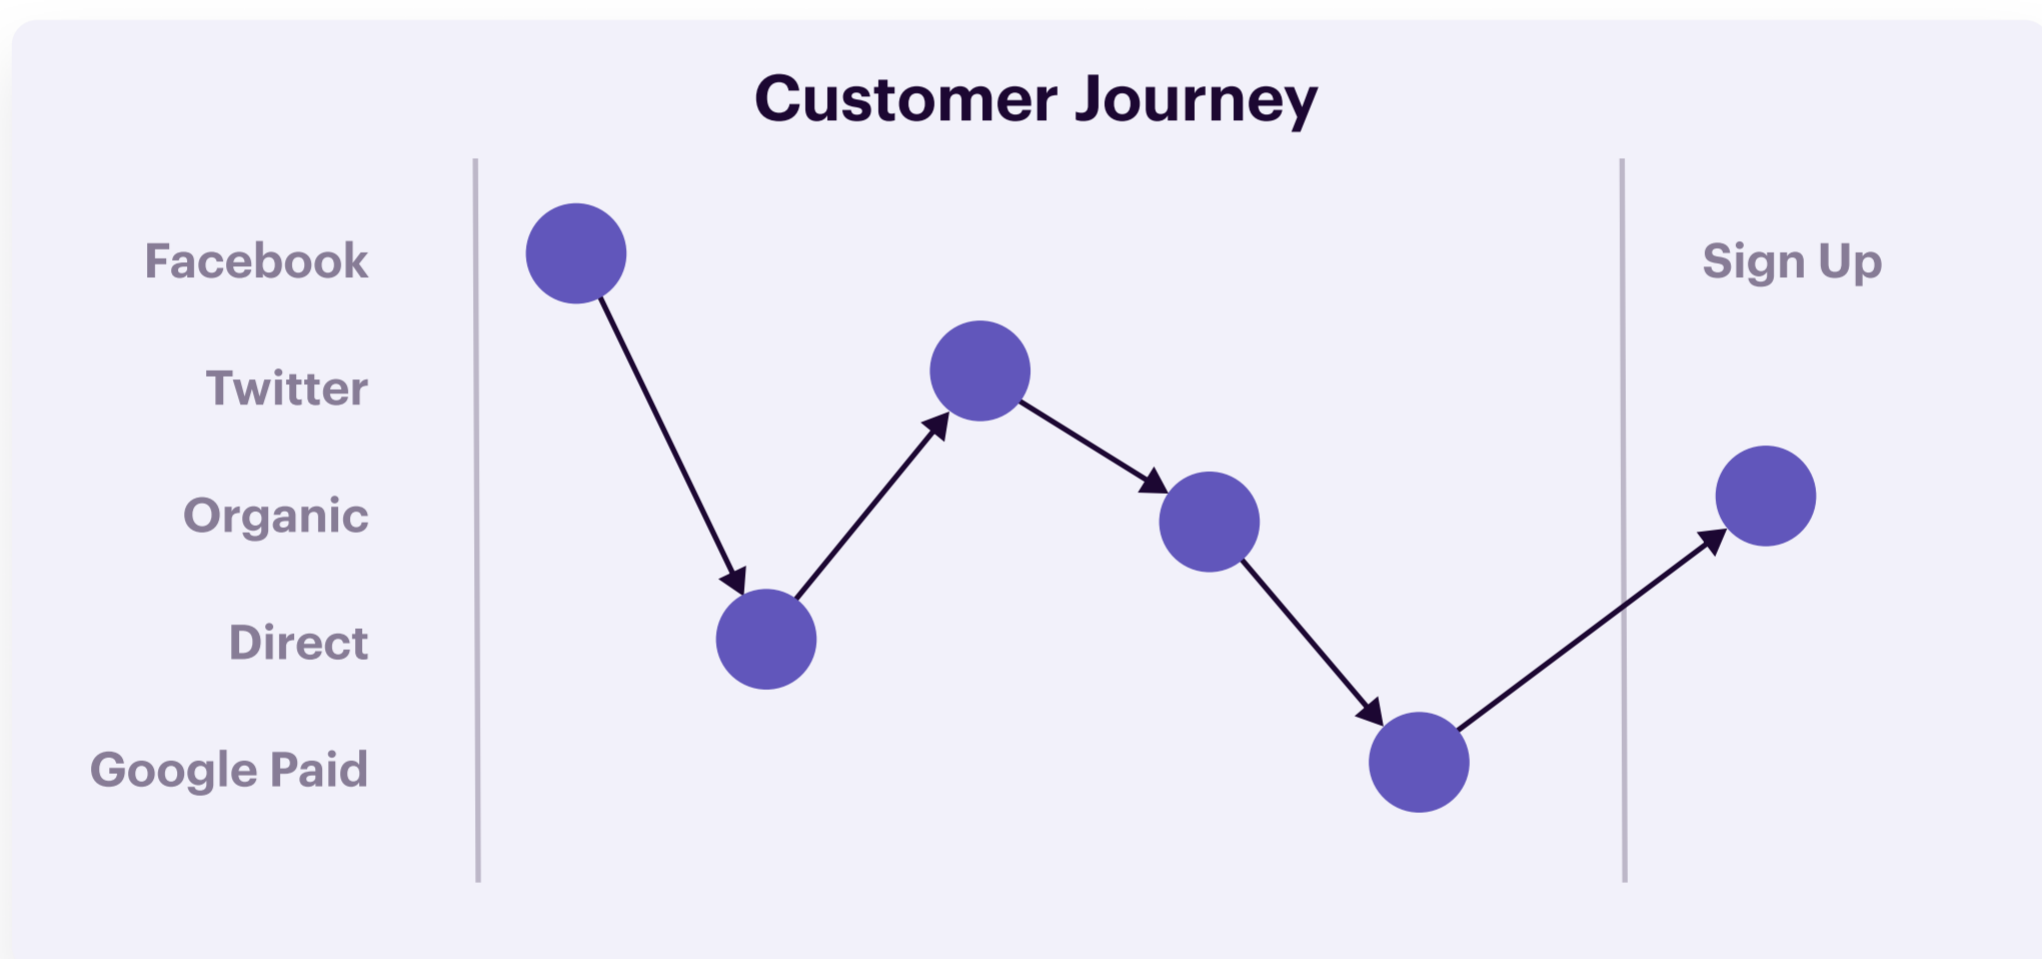 Customer Journey
Facebook
Sign Up
Twitter
Organic
Direct
Google Paid